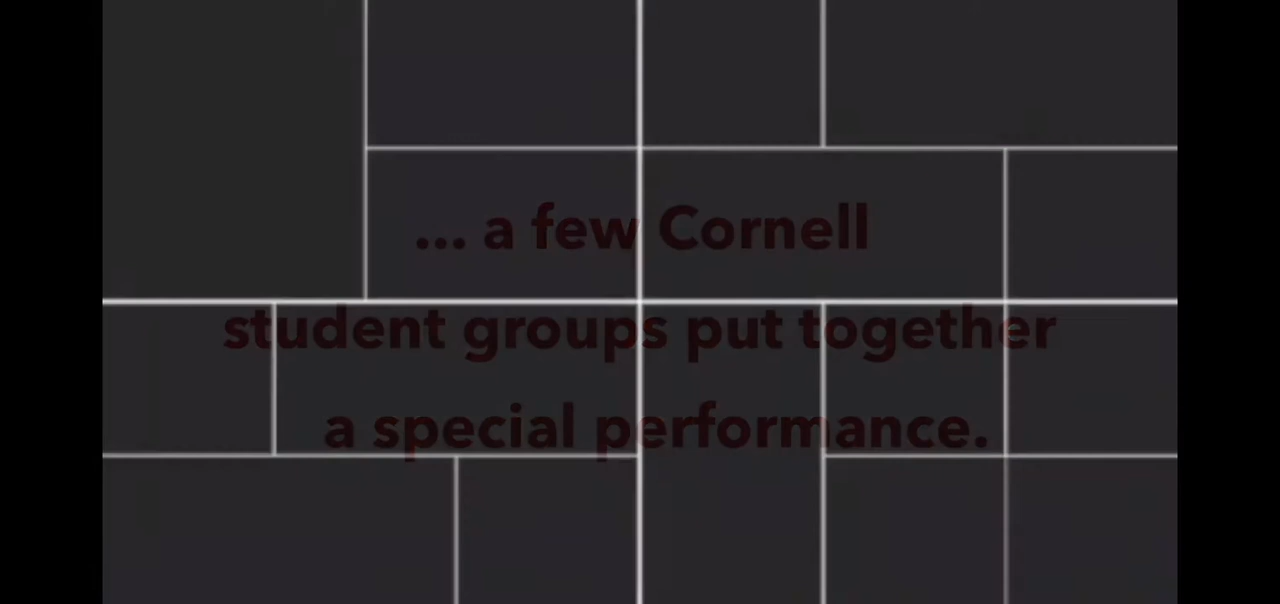 ... a few Cornell
student groups put together
a special performance.